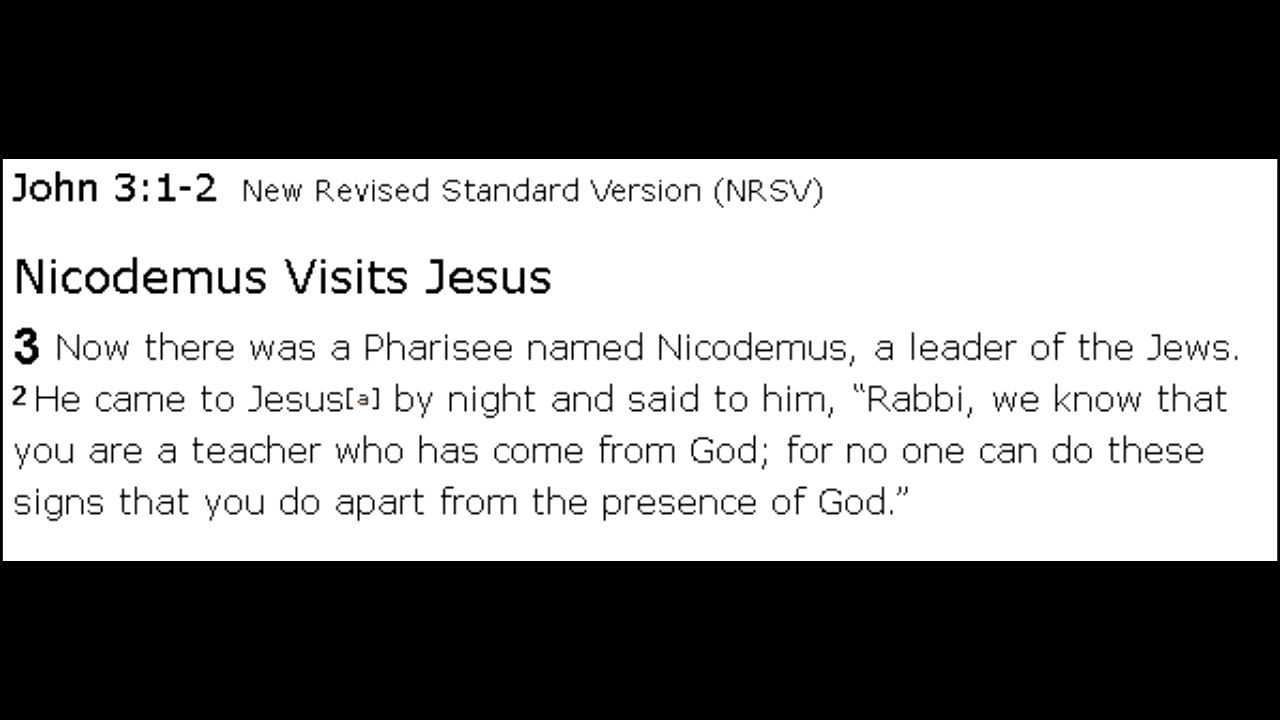 John 3:1-2 New Revised Standard Version (NRSV)
Nicodemus Visits Jesus
3 Now there was a Pharisee named Nicodemus, a leader of the Jews.
2 He came to Jesus[a] by night and said to him, “Rabbi, we know that
you are a teacher who has come from God; for no one can do these
signs that you do apart from the presence of God.”